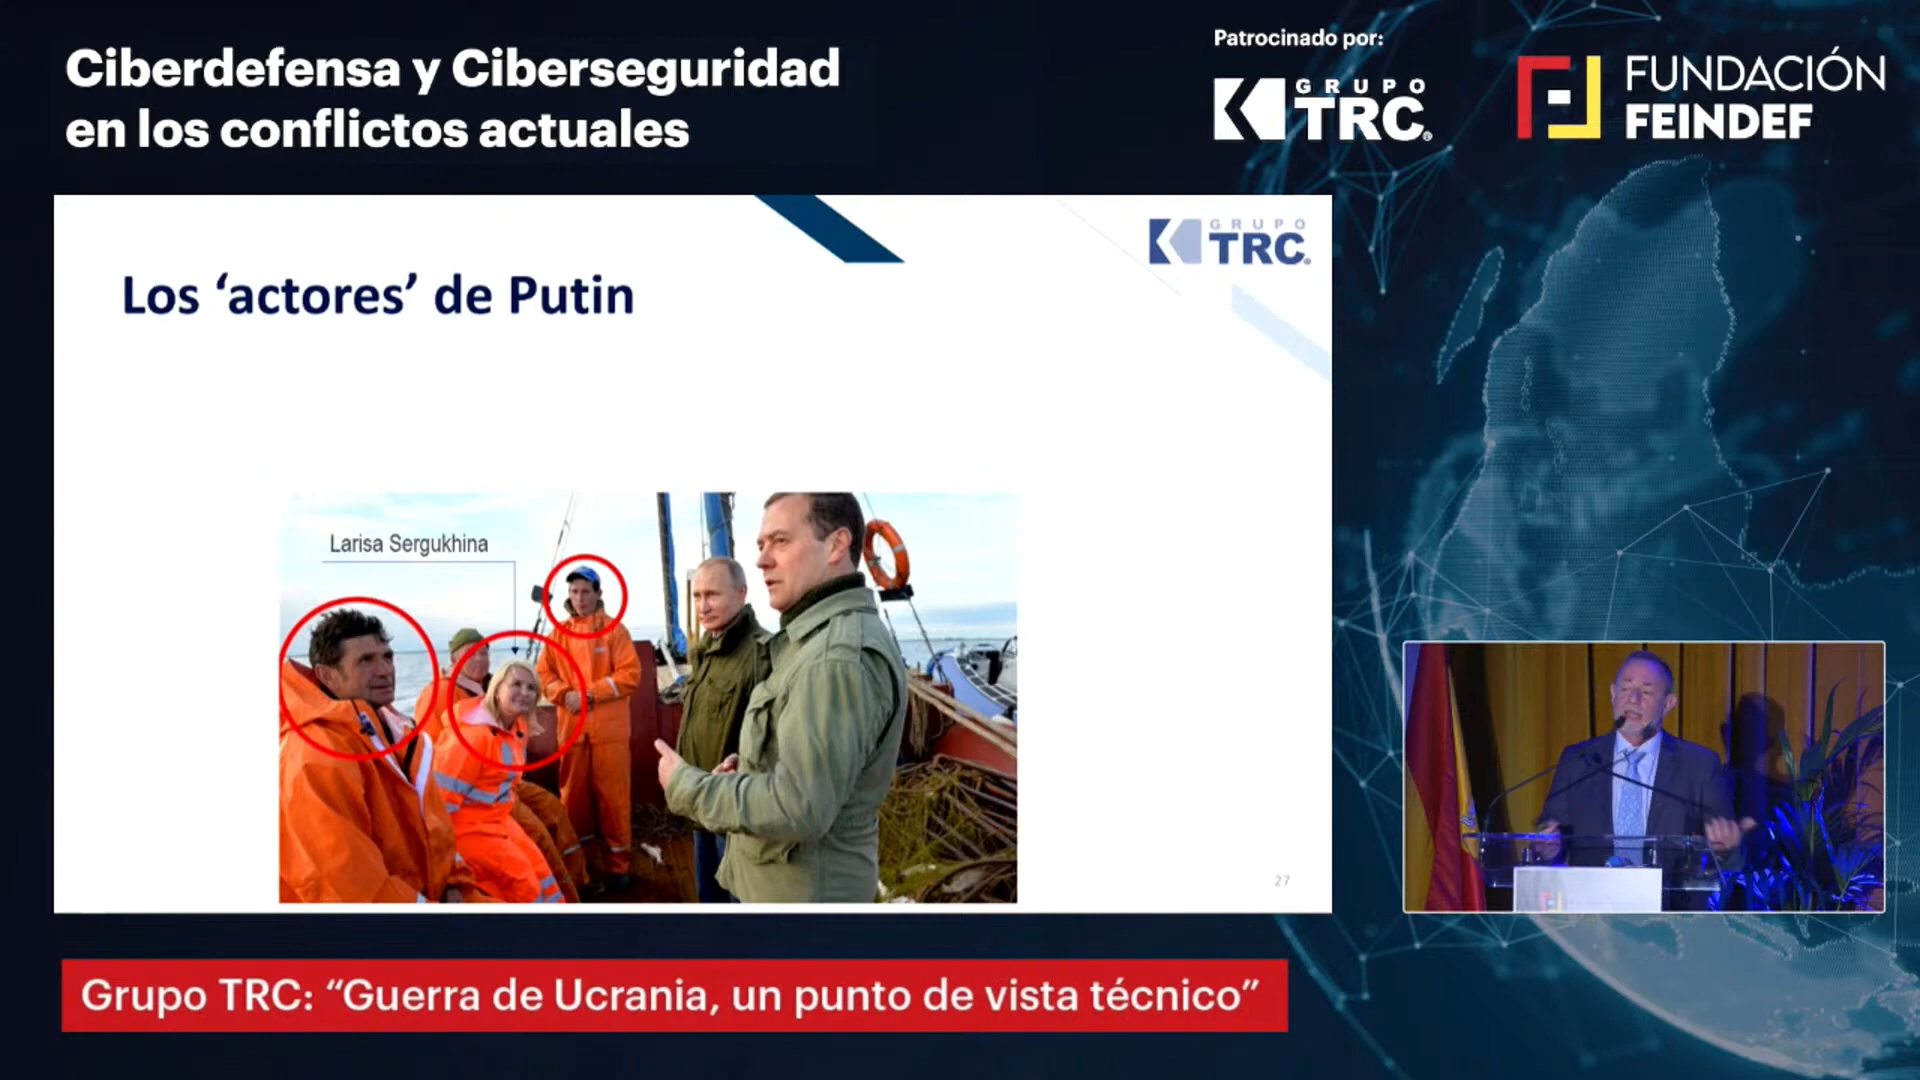 Ciberdefensa y Ciberseguridad
en los conflictos actuales
Patrocinado por:
GRUPO
TRC
FUNDACIÓN
FEINDEF
GRUPO
TRC
Los ‘actores’ de Putin
Larisa Sergukhina
27
Grupo TRC: “Guerra de Ucrania, un punto de vista técnico”